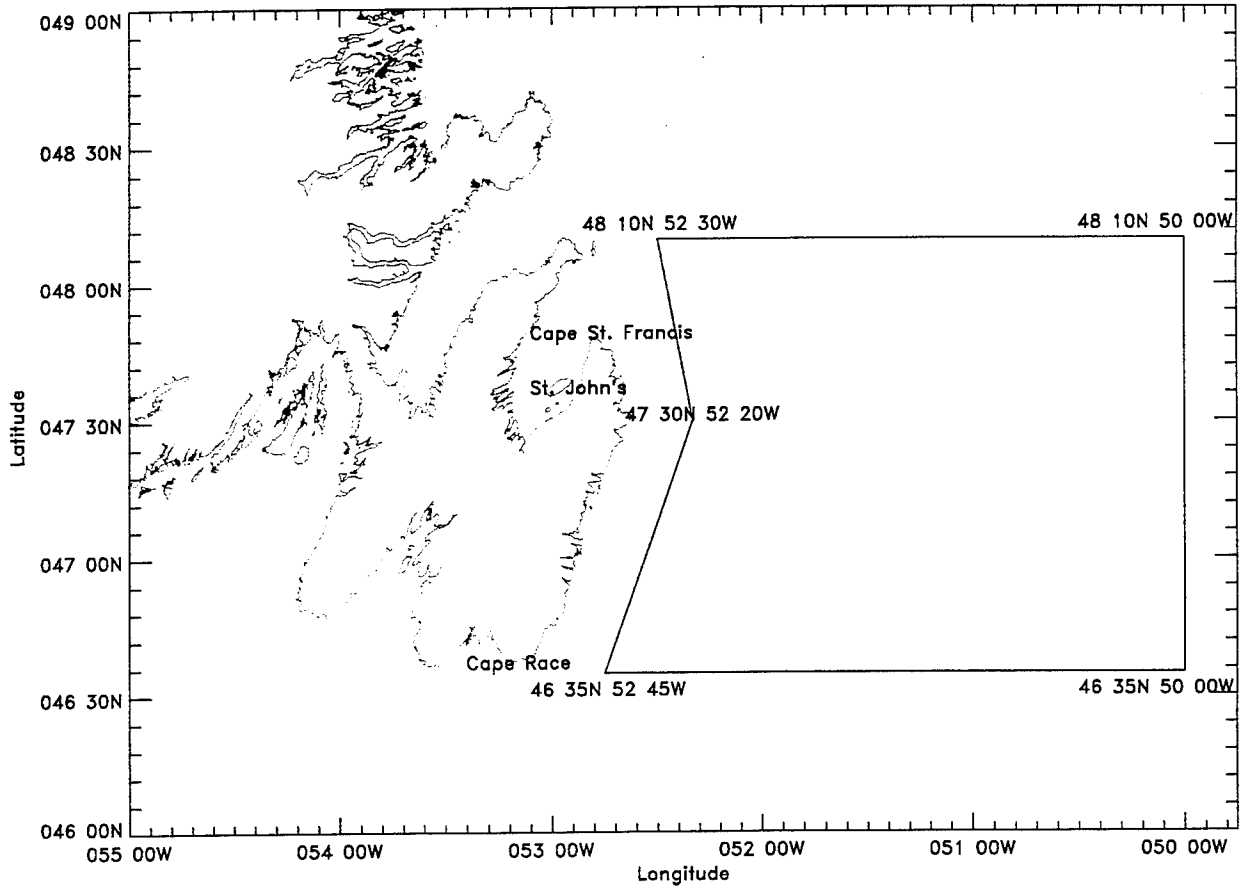 049 00N
048 30N
48 10N 52 30W
48 10N 50 00W
048 00N
Cape St. Francis
St. John's
47 30N 52 20W
047 30N
Latitude
047 00N
Cape Race
46 35N 52 45W
46 35N 50 00W
046 30N
046 00N
055 00W
054 00W
053 00W
052 00W
051 00W
050 00W
Longitude